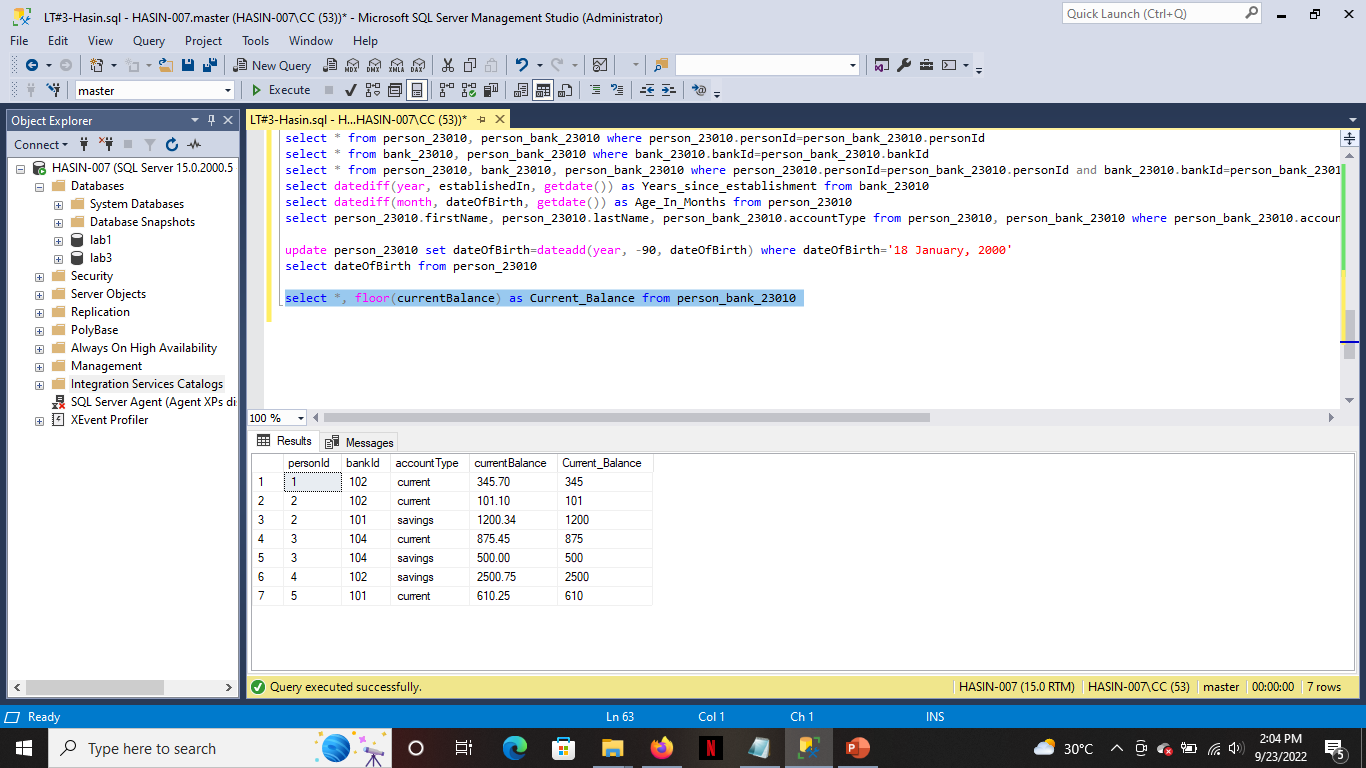 LT#3-Hasin.sql - HASIN-007.master (HASIN-007\CC (53))* - Microsoft SQL Server Management Studio (Administrator)
Quick Launch (Ctrl+Q)
File Edit View Query Project Tools Window Help
New Query MDX DMX XMLA DAX
master Execute
Object Explorer
LT#3-Hasin.sql - H...HASIN-007\CC (53))*
Connect
HASIN-007 (SQL Server 15.0.2000.5
Databases
System Databases
Database Snapshots
lab1
lab3
Security
Server Objects
Replication
PolyBase
Always On High Availability
Management
Integration Services Catalogs
SQL Server Agent (Agent XPs di
XEvent Profiler
select * from person_23010, person_bank_23010 where person_23010.personId=person_bank_23010.personId
select * from bank_23010, person_bank_23010 where bank_23010.bankId=person_bank_23010.bankId
select * from person_23010, bank_23010, person_bank_23010 where person_23010.personId=person_bank_23010.personId and bank_23010.bankId=person_bank_2301
select datediff(year, establishedIn, getdate()) as Years_since_establishment from bank_23010
select datediff(month, dateOfBirth, getdate()) as Age_In_Months from person_23010
select person_23010.firstName, person_23010.lastName, person_bank_23010.accountType from person_23010, person_bank_23010 where person_23010.accou
update person_23010 set dateOfBirth=dateadd(year, -90, dateOfBirth) where dateOfBirth='18 January, 2000'
select dateOfBirth from person_23010
select *, floor(currentBalance) as Current_Balance from person_bank_23010
100 %
Results Messages
personId bankId accountType currentBalance Current_Balance
1 1 102 current 345.70 345
2 2 102 current 101.10 101
3 2 101 savings 1200.34 1200
4 3 104 current 875.45 875
5 3 104 savings 500.00 500
6 4 102 savings 2500.75 2500
7 5 101 current 610.25 610
Query executed successfully. HASIN-007 (15.0 RTM) HASIN-007\CC (53) master 00:00:00 7 rows
Ready Ln 63 Col 1 Ch 1 INS
Type here to search
N
P
30°C
2:04 PM
9/23/2022
5